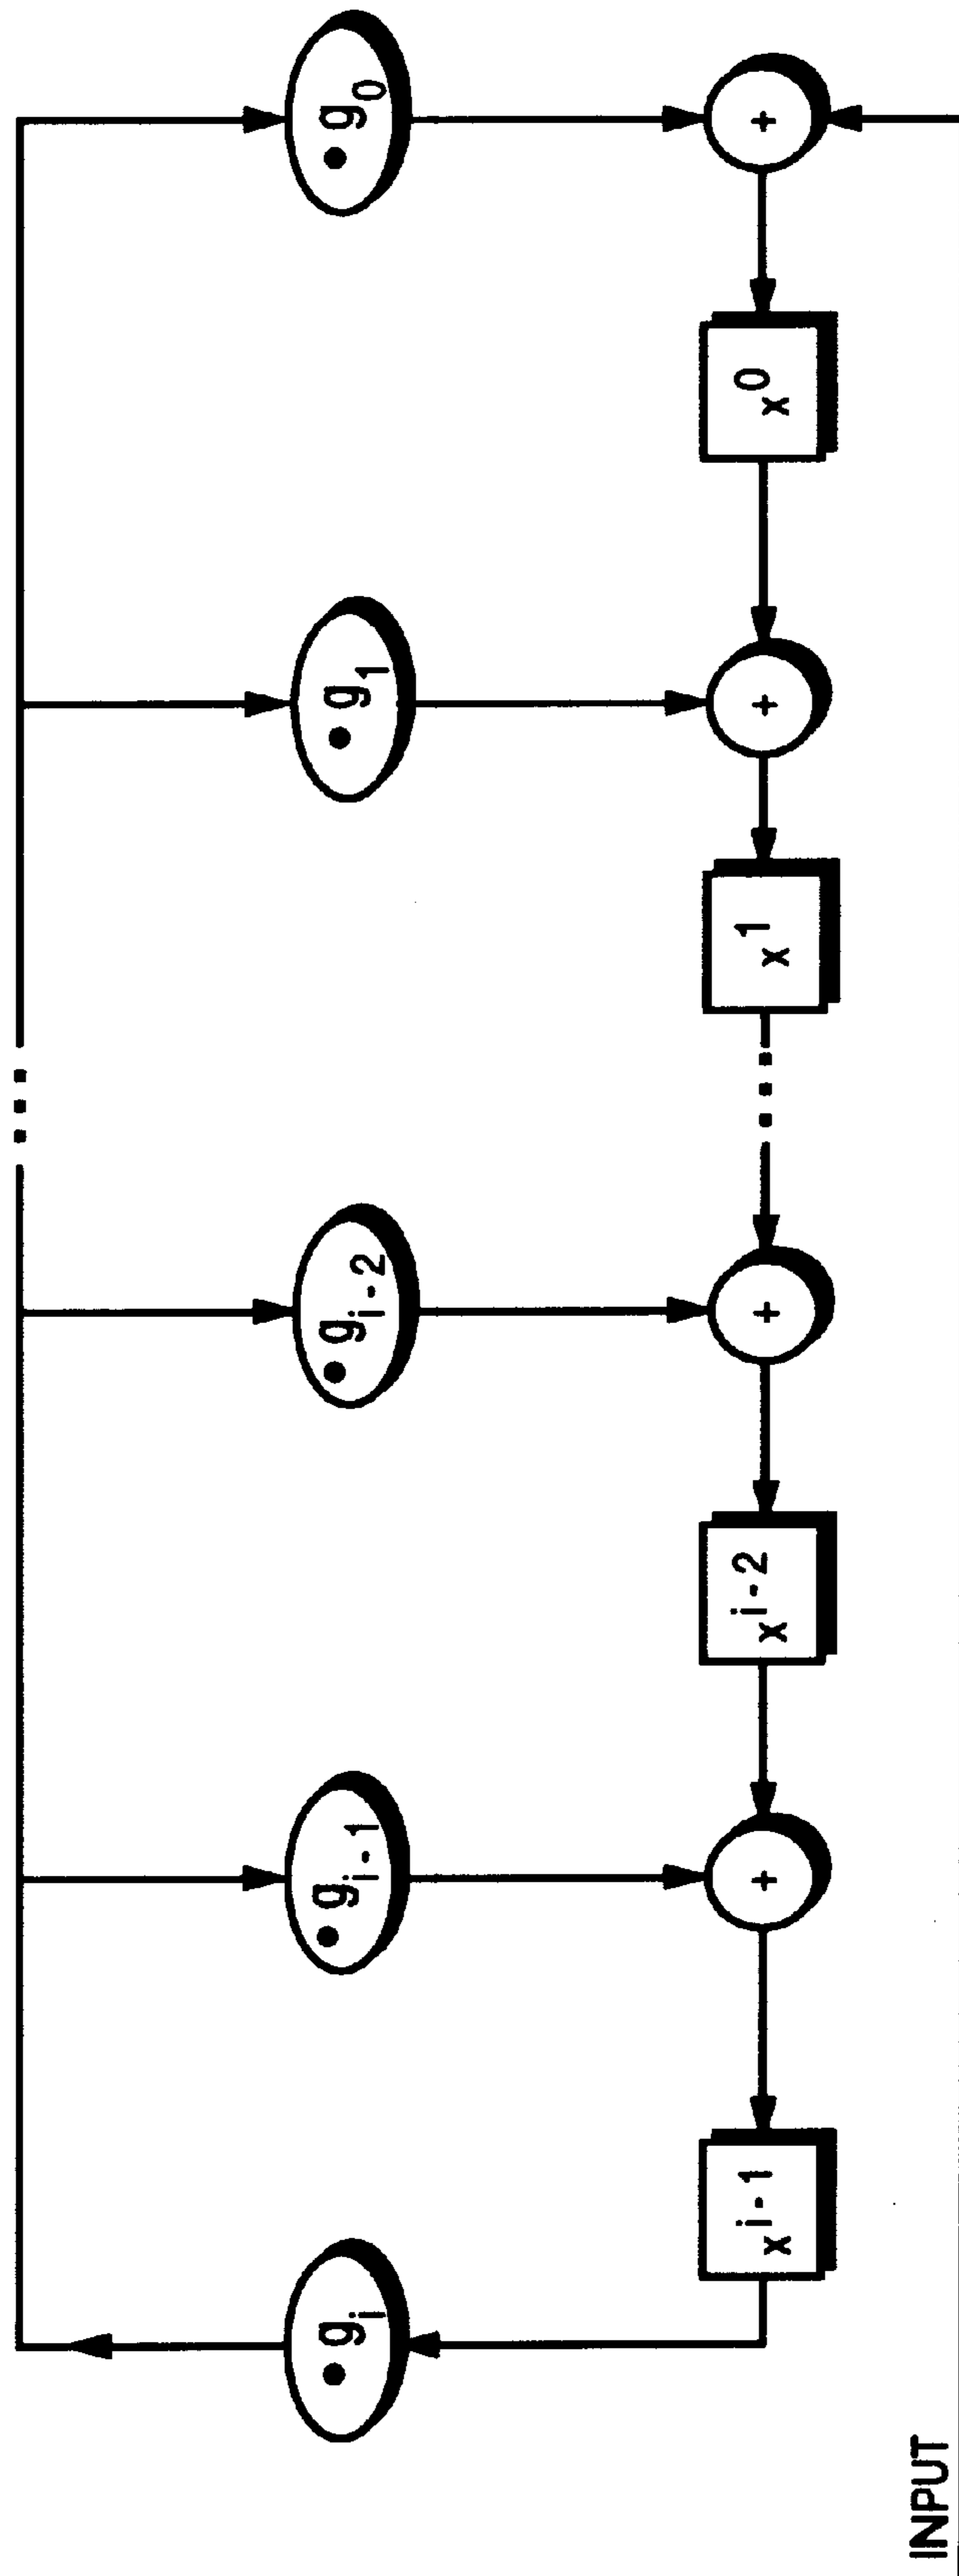 • gᵢ
• gᵢ₋₁
• gᵢ₋₂
• • •
• g₁
• g₀
xⁱ⁻¹
+
xⁱ⁻²
+
• • •
x¹
+
x⁰
+
INPUT